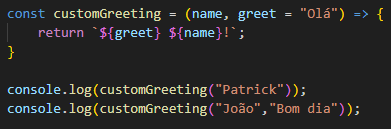 const customGreeting = (name, greet = "Olá") => {
    return `${greet} ${name}!`;
}
console.log(customGreeting("Patrick"));
console.log(customGreeting("João","Bom dia"));